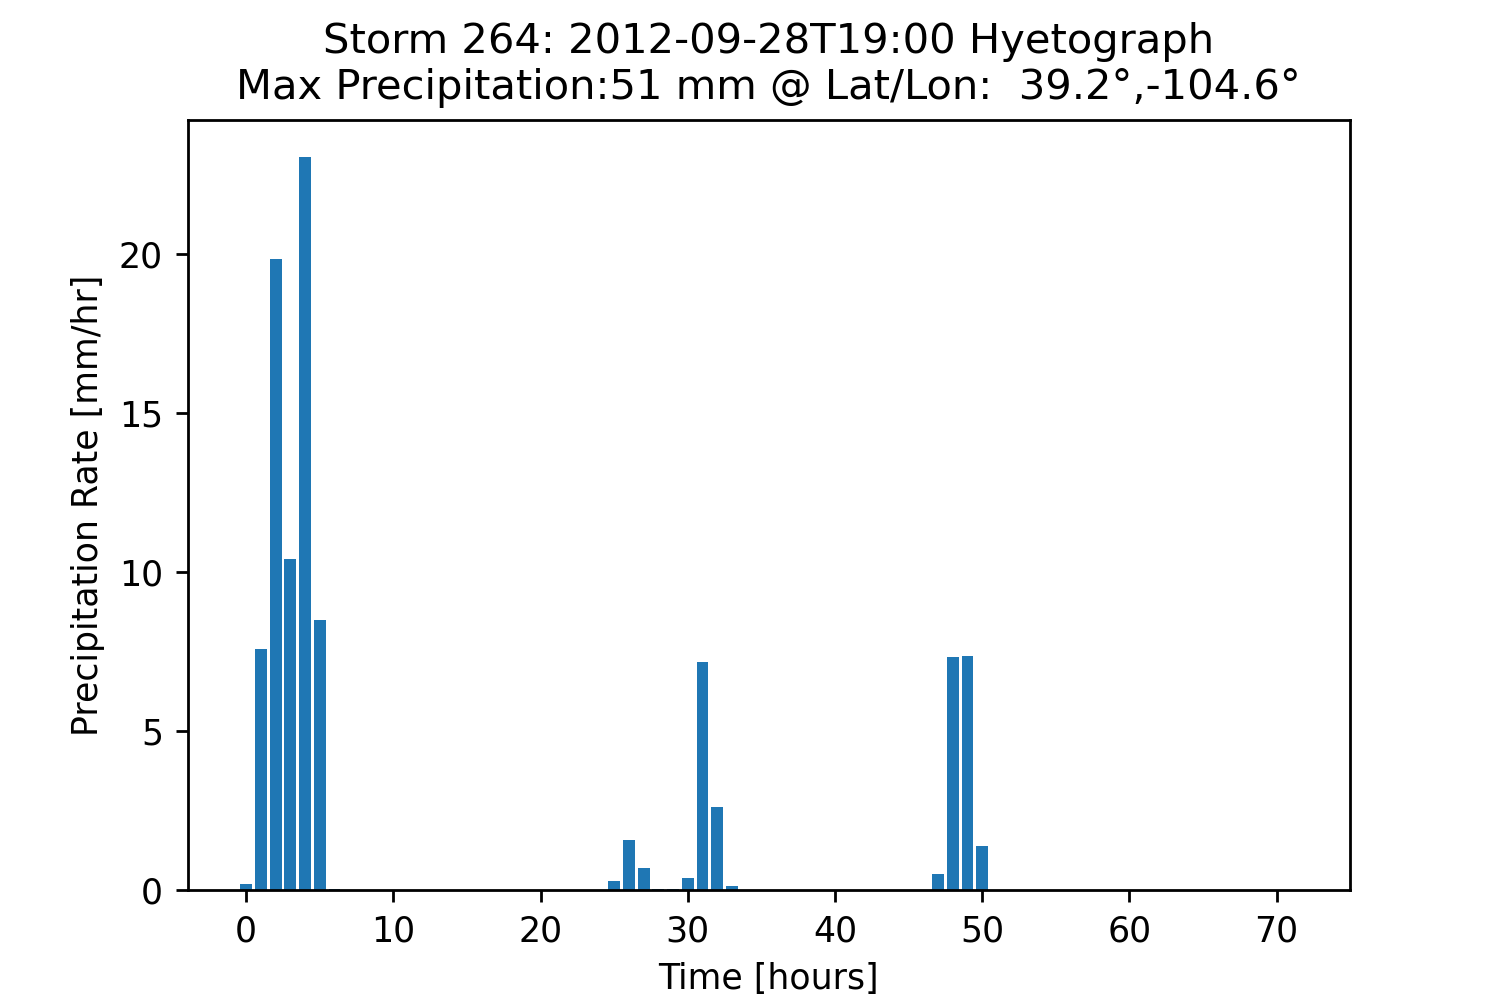 Storm 264: 2012-09-28T19:00 Hyetograph
Max Precipitation:51 mm @ Lat/Lon:  39.2°,-104.6°
Precipitation Rate [mm/hr]
20
15
10
5
0
0 10 20 30 40 50 60 70
Time [hours]